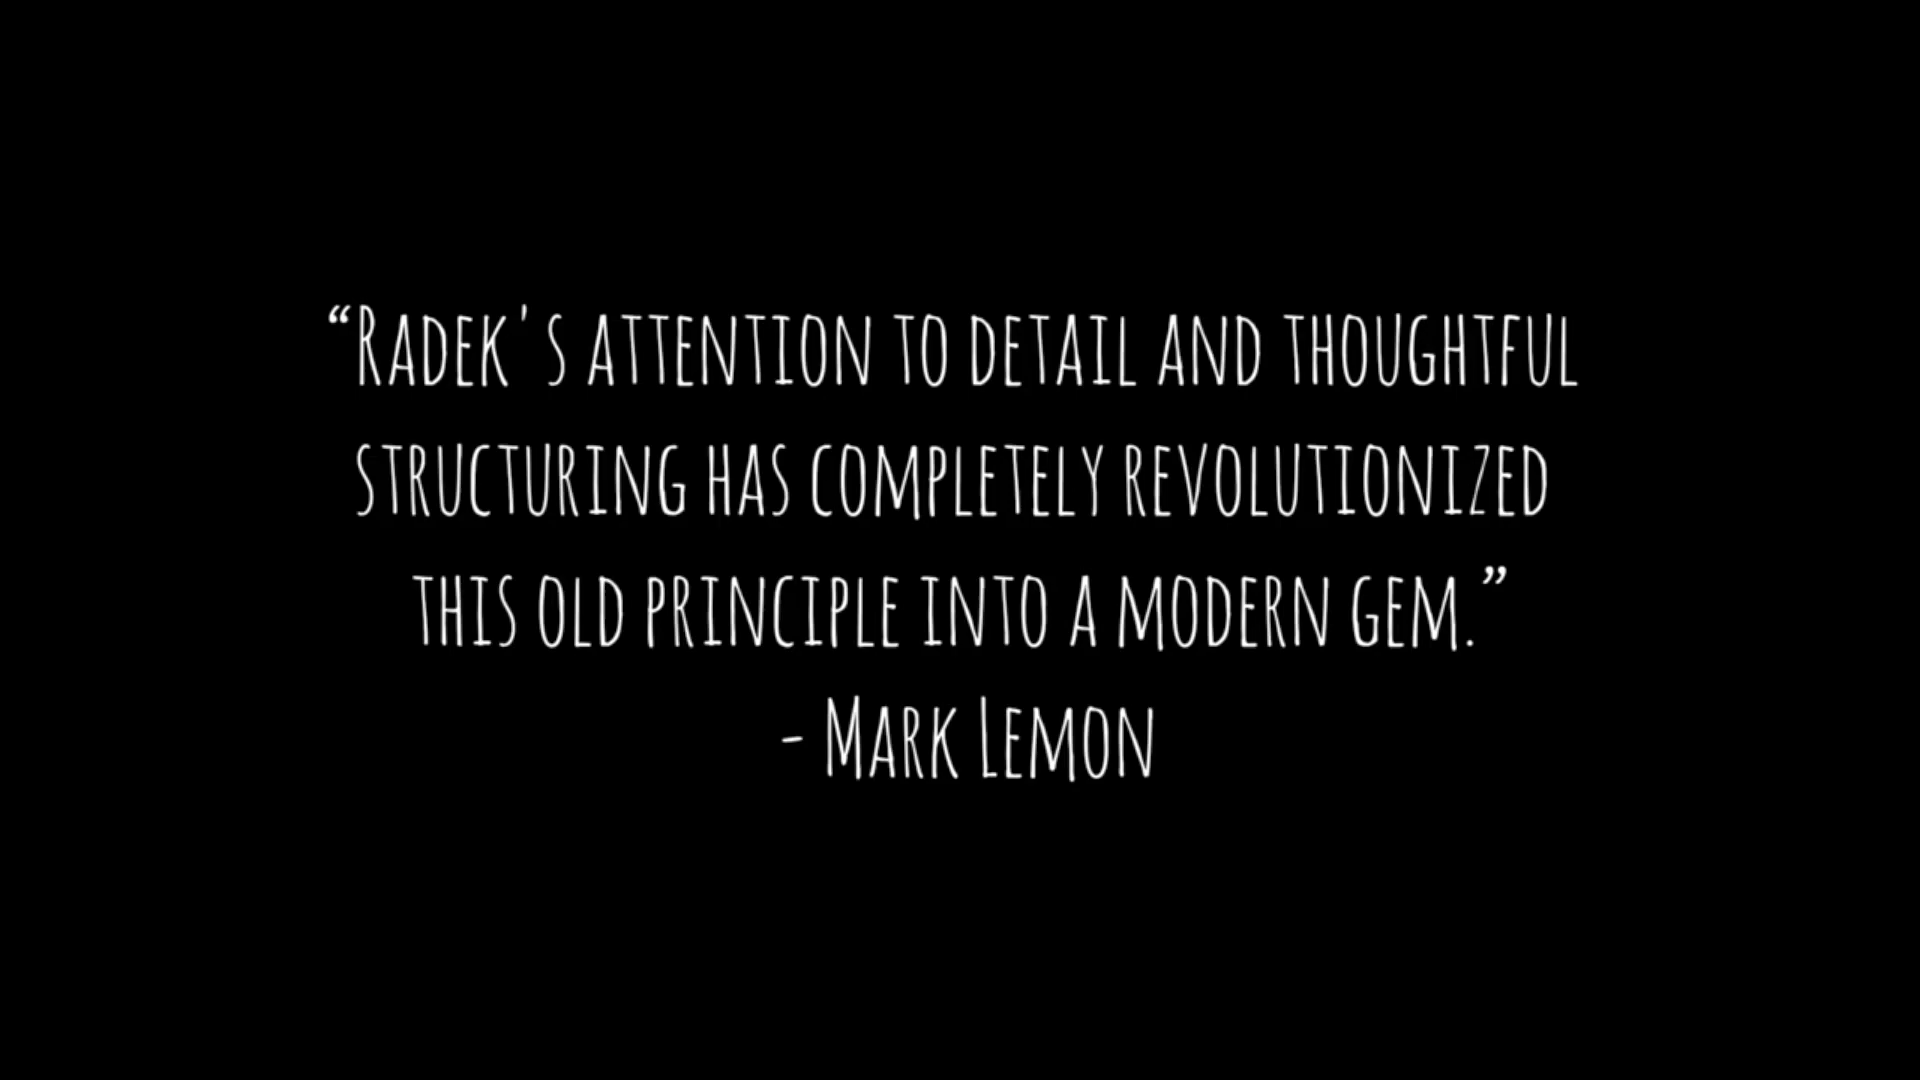 “Radek's attention to detail and thoughtful
structuring has completely revolutionized
this old principle into a modern gem.”
- Mark Lemon